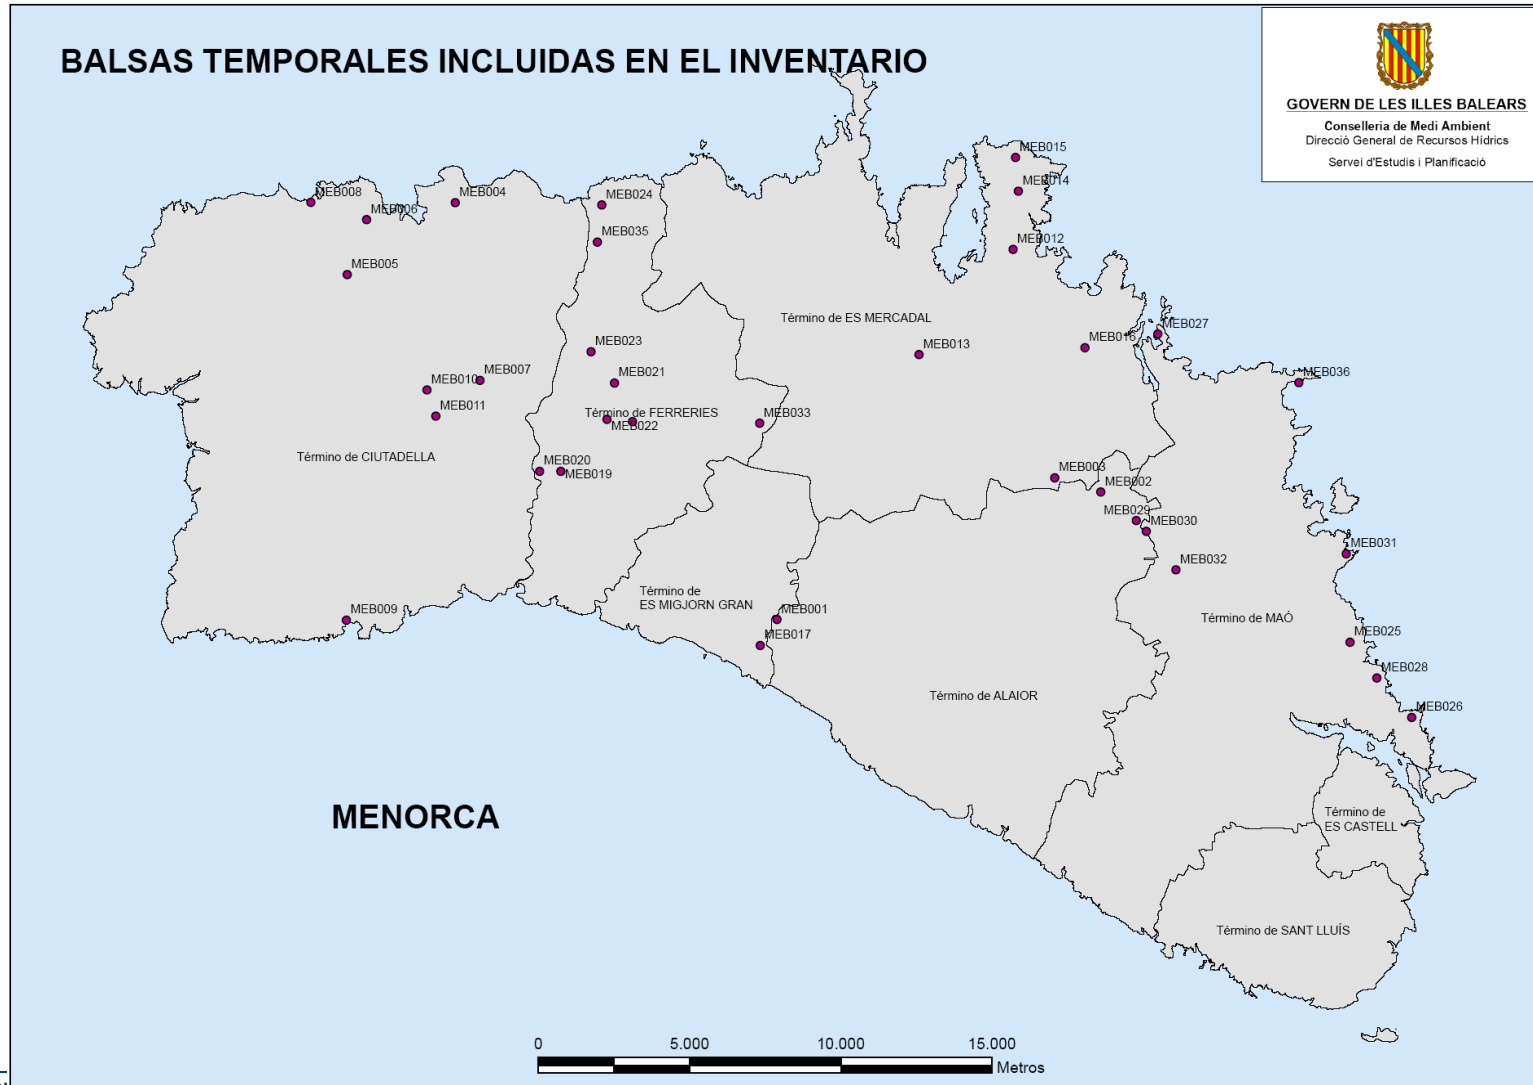 BALSAS TEMPORALES INCLUIDAS EN EL INVENTARIO
GOVERN DE LES ILLES BALEARS
Conselleria de Medi Ambient
Direcció General de Recursos Hídrics
Servei d'Estudis i Planificació
MEB015
MEB014
MEB008
MEB004
MEB024
MEB006
MEB035
MEB012
MEB005
Término de ES MERCADAL
MEB027
MEB016
MEB023
MEB013
MEB007
MEB021
MEB036
MEB010
MEB011
Término de FERRERIES
MEB022
MEB033
Término de CIUTADELLA
MEB020
MEB019
MEB003
MEB002
MEB029
MEB030
MEB031
MEB032
Término de
ES MIGJORN GRAN
MEB009
MEB001
Término de MAÓ
MEB017
MEB025
MEB028
Término de ALAIOR
MEB026
MENORCA
Término de
ES CASTELL
Término de SANT LLUÍS
0 5.000 10.000 15.000
Metros